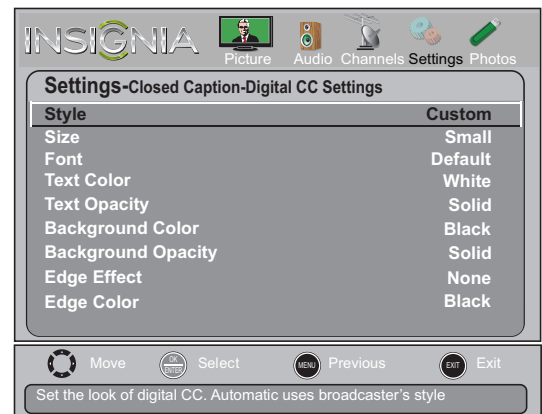 INSIGNIA
Picture Audio Channels Settings Photos
Settings-Closed Caption-Digital CC Settings
Style Custom
Size Small
Font Default
Text Color White
Text Opacity Solid
Background Color Black
Background Opacity Solid
Edge Effect None
Edge Color Black
Move OK ENTER Select MENU Previous EXIT Exit
Set the look of digital CC. Automatic uses broadcaster's style